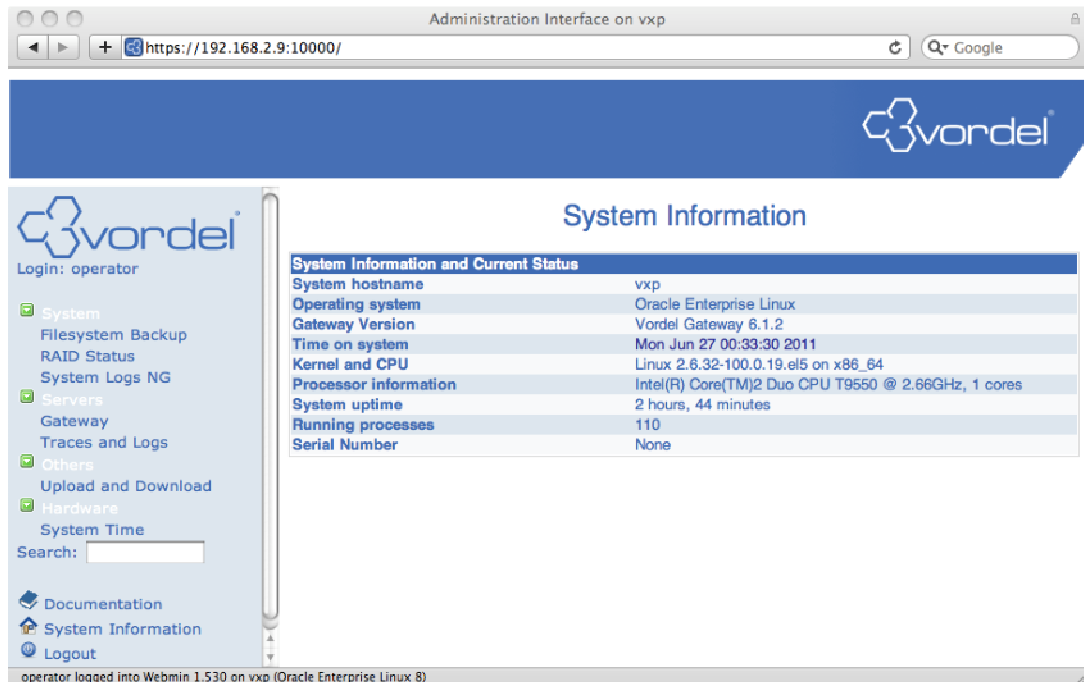 Administration Interface on vxp
https://192.168.2.9:10000/
Google
vordel
vordel
Login: operator
System
Filesystem Backup
RAID Status
System Logs NG
Servers
Gateway
Traces and Logs
Others
Upload and Download
Hardware
System Time
Search:
Documentation
System Information
Logout
System Information
System Information and Current Status
System hostname vxp
Operating system Oracle Enterprise Linux
Gateway Version Vordel Gateway 6.1.2
Time on system Mon Jun 27 00:33:30 2011
Kernel and CPU Linux 2.6.32-100.0.19.el5 on x86_64
Processor information Intel(R) Core(TM)2 Duo CPU T9550 @ 2.66GHz, 1 cores
System uptime 2 hours, 44 minutes
Running processes 110
Serial Number None
operator logged into Webmin 1.530 on vxp (Oracle Enterprise Linux 8)